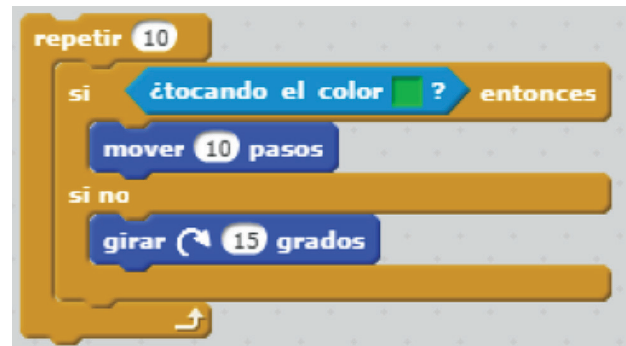 repetir 10
si ¿tocando el color ? entonces
mover 10 pasos
si no
girar 15 grados